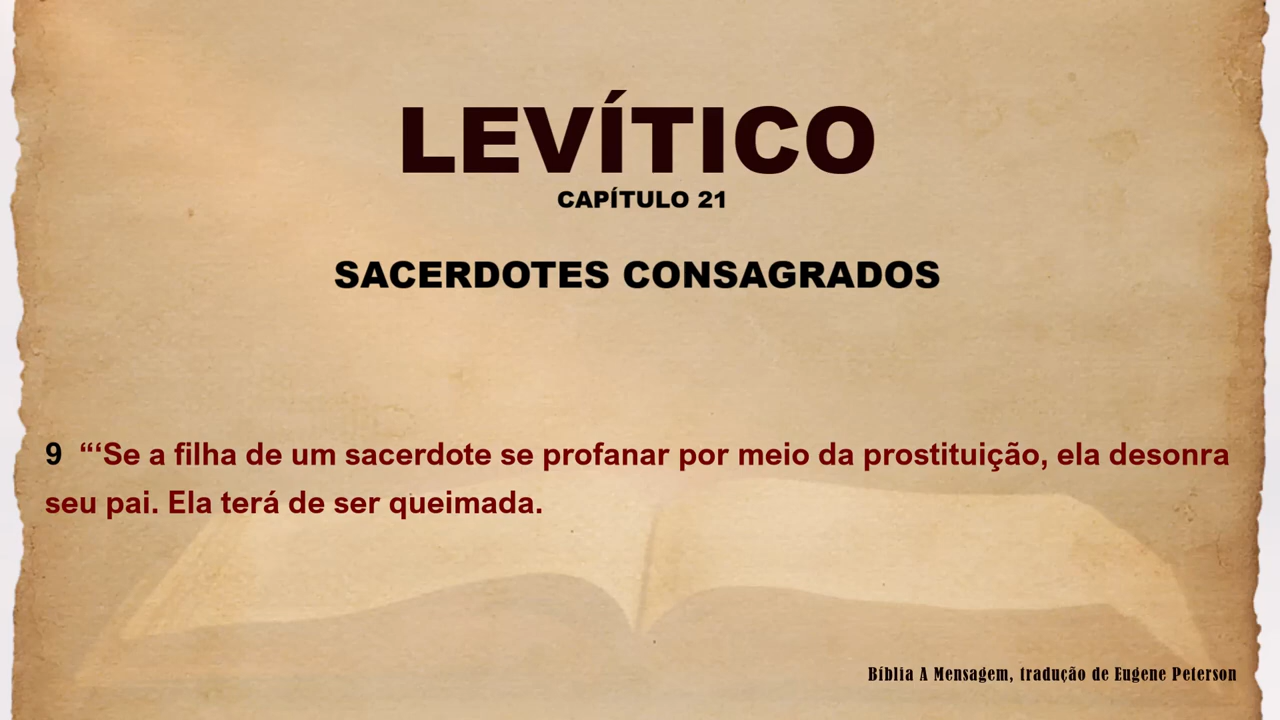 LEVÍTICO
CAPÍTULO 21
SACERDOTES CONSAGRADOS
9 “‘Se a filha de um sacerdote se profanar por meio da prostituição, ela desonra
seu pai. Ela terá de ser queimada.
Bíblia A Mensagem, tradução de Eugene Peterson